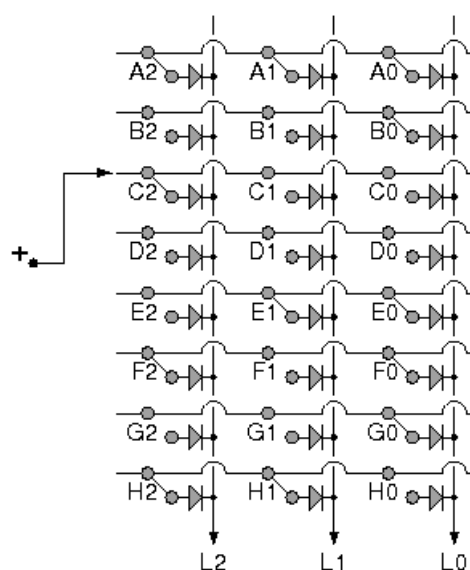 A2 A1 A0
B2 B1 B0
C2 C1 C0
+
D2 D1 D0
E2 E1 E0
F2 F1 F0
G2 G1 G0
H2 H1 H0
L2 L1 L0